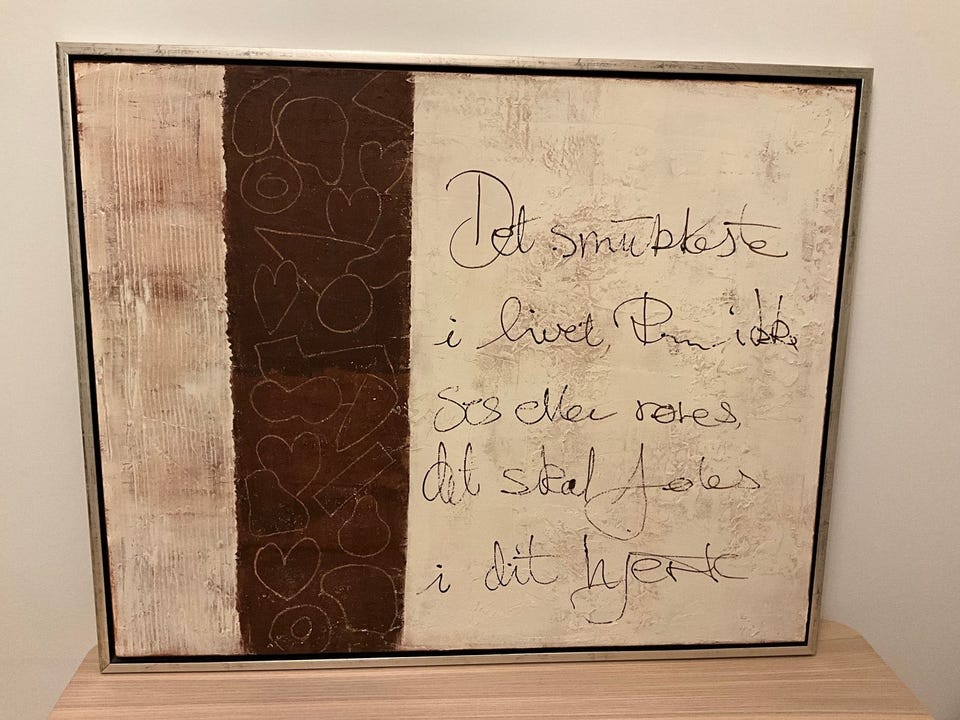 Det smukkeste
i livet kan ikke
ses eller røres,
det skal føles
i dit hjerte